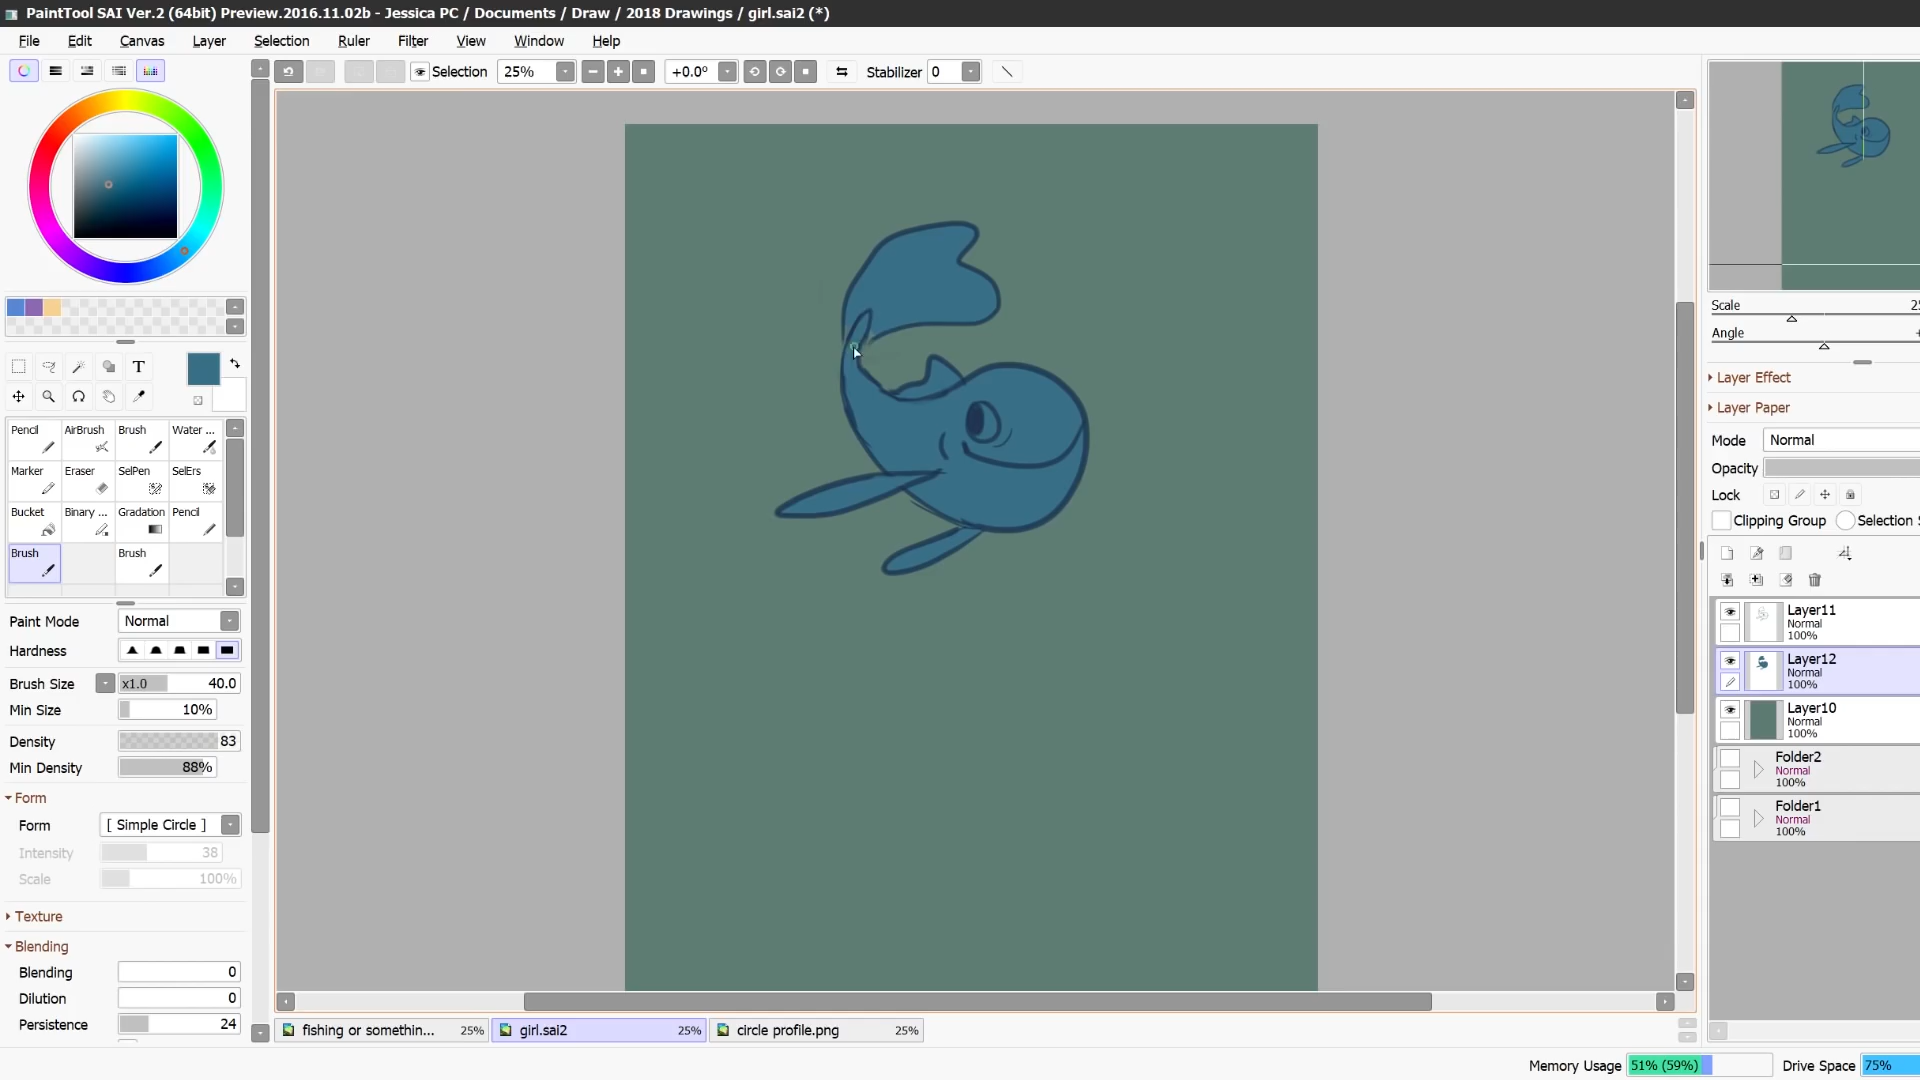 PaintTool SAI Ver.2 (64bit) Preview.2016.11.02b - Jessica PC / Documents / Draw / 2018 Drawings / girl.sai2 (*)
File Edit Canvas Layer Selection Ruler Filter View Window Help
Selection 25% +0.0º Stabilizer 0
T
Pencil AirBrush Brush Water ...
Marker Eraser SelPen SelErs
Bucket Binary ... Gradation Pencil
Brush Brush
Paint Mode Normal
Hardness
Brush Size x1.0 40.0
Min Size 10%
Density 83
Min Density 88%
Form
Form [ Simple Circle ]
Intensity 38
Scale 100%
Texture
Blending
Blending 0
Dilution 0
Persistence 24
fishing or somethin... 25% girl.sai2 25% circle profile.png 25%
Scale
Angle
Layer Effect
Layer Paper
Mode Normal
Opacity
Lock
Clipping Group Selection
Layer11
Normal
100%
Layer12
Normal
100%
Layer10
Normal
100%
Folder2
Normal
100%
Folder1
Normal
100%
Memory Usage 51% (59%) Drive Space 75%